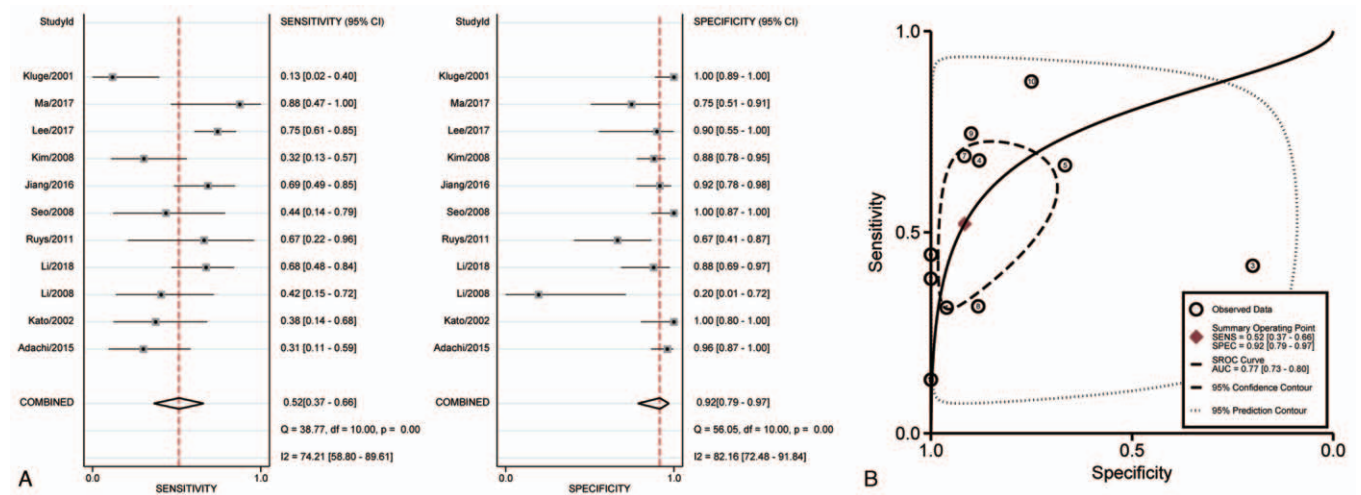 StudyId SENSITIVITY (95% CI)
Kluge/2001 0.13 [0.02 - 0.40]
Ma/2017 0.88 [0.47 - 1.00]
Lee/2017 0.75 [0.61 - 0.85]
Kim/2008 0.32 [0.13 - 0.57]
Jiang/2016 0.69 [0.49 - 0.85]
Seo/2008 0.44 [0.14 - 0.79]
Ruys/2011 0.67 [0.22 - 0.96]
Li/2018 0.68 [0.48 - 0.84]
Li/2008 0.42 [0.15 - 0.72]
Kato/2002 0.38 [0.14 - 0.68]
Adachi/2015 0.31 [0.11 - 0.59]
COMBINED 0.52[0.37 - 0.66]
Q = 38.77, df = 10.00, p = 0.00
I2 = 74.21 [58.80 - 89.61]
A
0.0 1.0
SENSITIVITY
StudyId SPECIFICITY (95% CI)
Kluge/2001 1.00 [0.89 - 1.00]
Ma/2017 0.75 [0.51 - 0.91]
Lee/2017 0.90 [0.55 - 1.00]
Kim/2008 0.88 [0.78 - 0.95]
Jiang/2016 0.92 [0.78 - 0.98]
Seo/2008 1.00 [0.87 - 1.00]
Ruys/2011 0.67 [0.41 - 0.87]
Li/2018 0.88 [0.69 - 0.97]
Li/2008 0.20 [0.01 - 0.72]
Kato/2002 1.00 [0.80 - 1.00]
Adachi/2015 0.96 [0.87 - 1.00]
COMBINED 0.92[0.79 - 0.97]
Q = 56.05, df = 10.00, p = 0.00
I2 = 82.16 [72.48 - 91.84]
0.0 1.0
SPECIFICITY
B
1.0
0.5
0.0
Sensitivity
10
9
7
4
Observed Data
Summary Operating Point
SENS = 0.52 [0.37 - 0.66]
SPEC = 0.92 [0.79 - 0.97]
SROC Curve
AUC = 0.77 [0.73 - 0.80]
95% Confidence Contour
95% Prediction Contour
1.0 0.5 0.0
Specificity